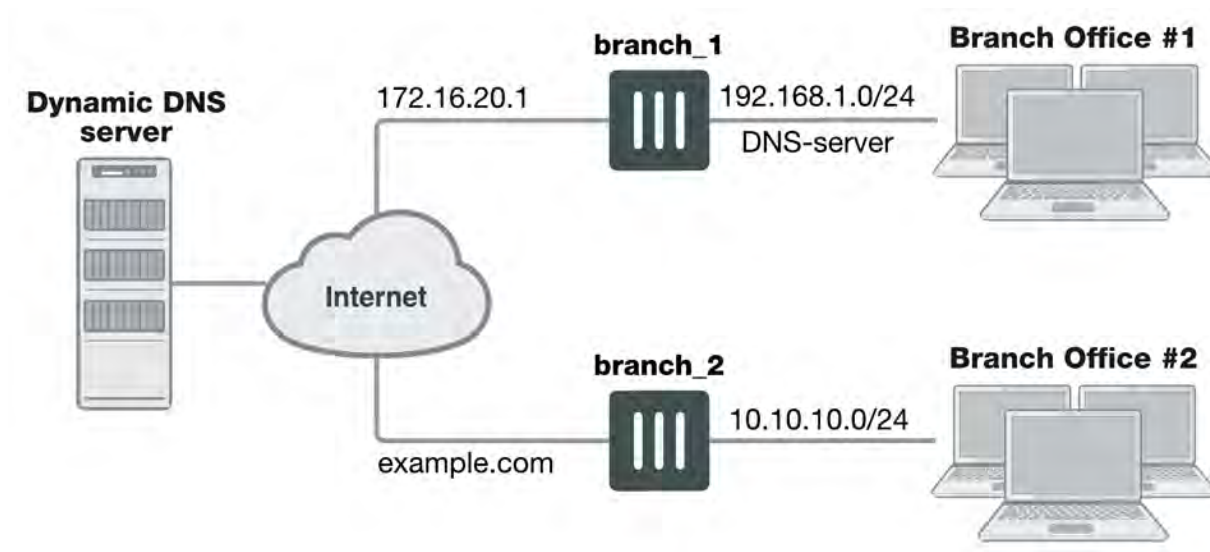 Dynamic DNS
server
Internet
branch_1
172.16.20.1
192.168.1.0/24
DNS-server
Branch Office #1
branch_2
example.com
10.10.10.0/24
Branch Office #2